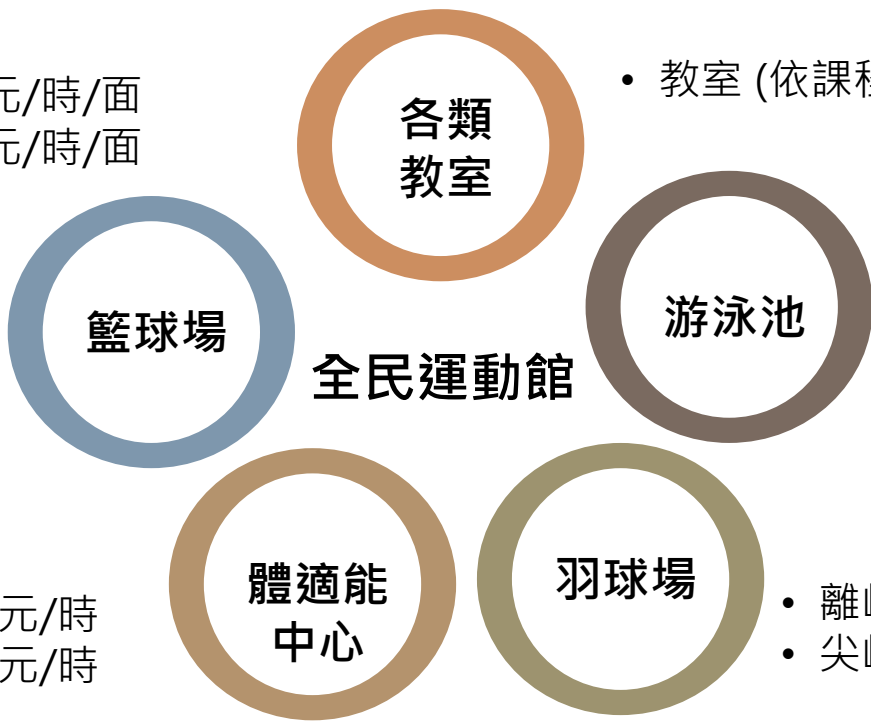 元/時/面
元/時/面
各類
教室
• 教室 (依課
籃球場
游泳池
全民運動館
體適能
中心
羽球場
元/時
元/時
• 離
• 尖